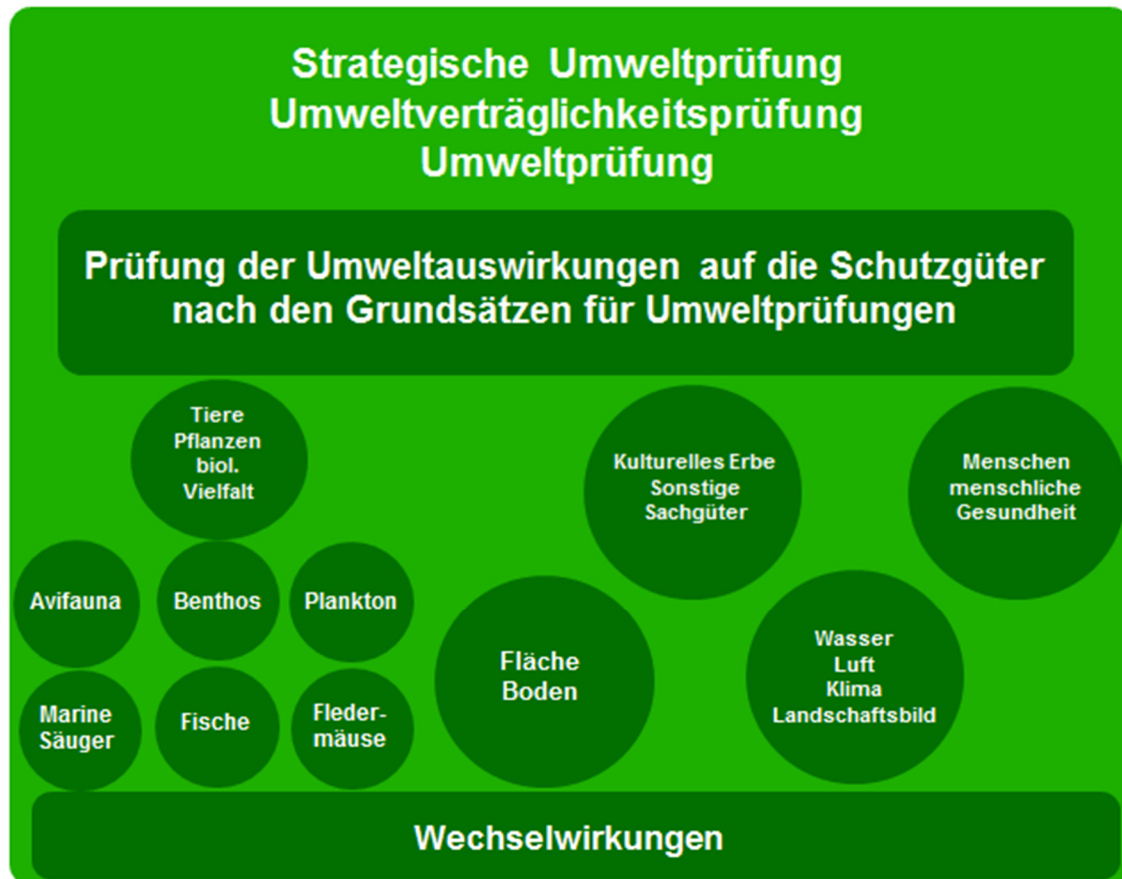 Strategische Umweltprüfung
Umweltverträglichkeitsprüfung
Umweltprüfung
Prüfung der Umweltauswirkungen auf die Schutzgüter
nach den Grundsätzen für Umweltprüfungen
Tiere
Pflanzen
biol.
Vielfalt
Kulturelles Erbe
Sonstige
Sachgüter
Menschen
menschliche
Gesundheit
Avifauna
Benthos
Plankton
Marine
Säuger
Fische
Fleder-
mäuse
Fläche
Boden
Wasser
Luft
Klima
Landschaftsbild
Wechselwirkungen